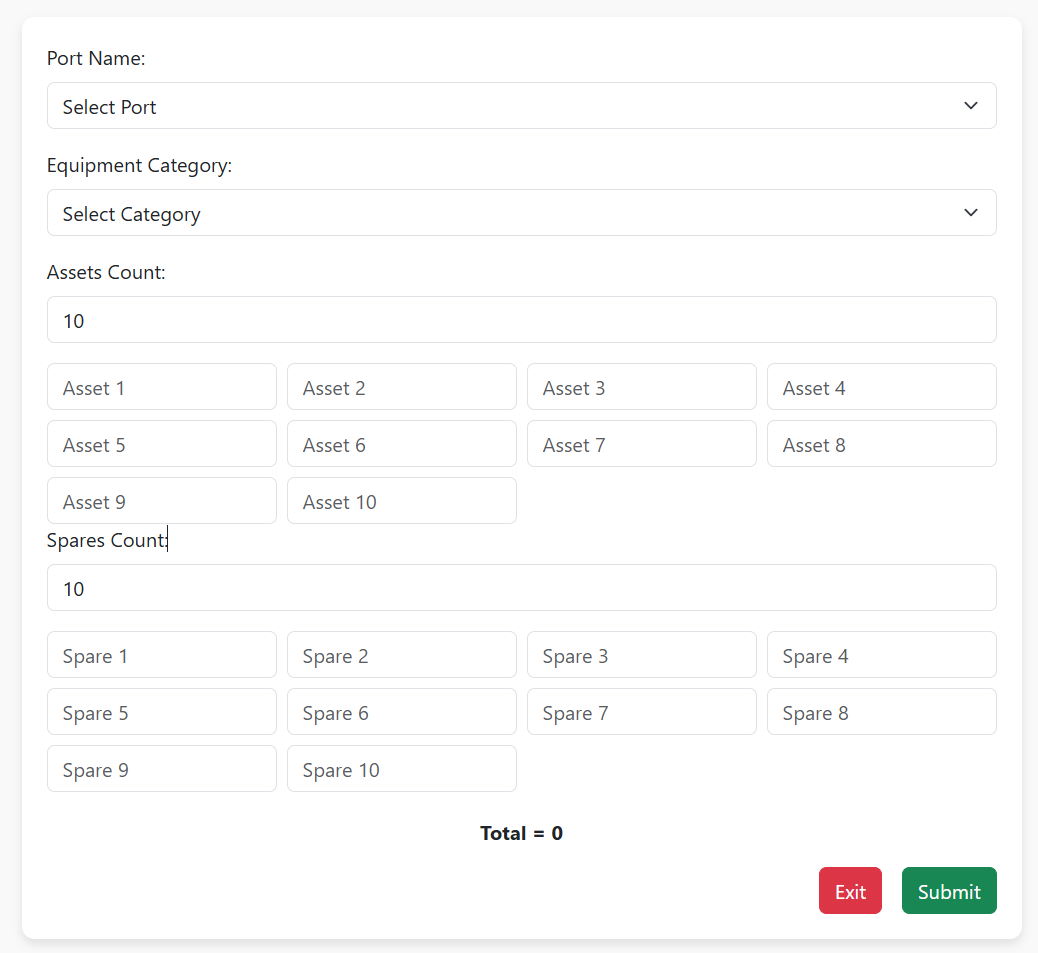 Port Name:
Select Port
Equipment Category:
Select Category
Assets Count:
10
Asset 1 Asset 2 Asset 3 Asset 4
Asset 5 Asset 6 Asset 7 Asset 8
Asset 9 Asset 10
Spares Count:
10
Spare 1 Spare 2 Spare 3 Spare 4
Spare 5 Spare 6 Spare 7 Spare 8
Spare 9 Spare 10
Total = 0
Exit Submit